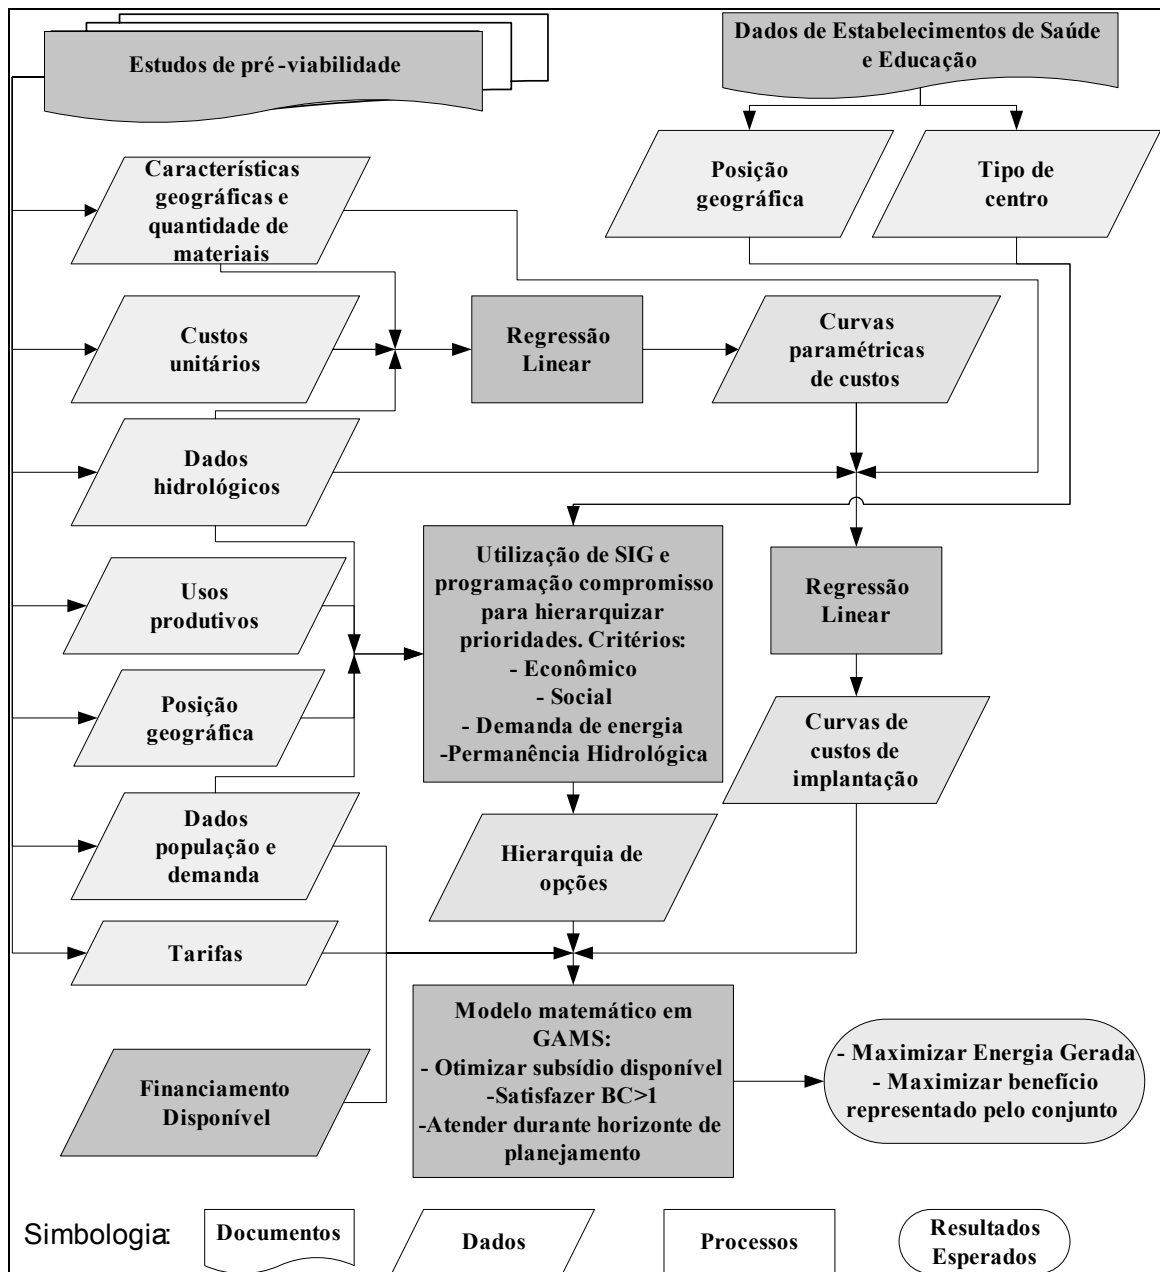 Estudos de pré-viabilidade
Dados de Estabelecimentos de Saúde
e Educação
Posição
geográfica
Tipo de
centro
Características
geográficas e
quantidade de
materiais
Custos
unitários
Regressão
Linear
Curvas
paramétricas
de custos
Dados
hidrológicos
Usos
produtivos
Utilização de SIG e
programação compromisso
para hierarquizar
prioridades. Critérios:
- Econômico
- Social
- Demanda de energia
-Permanência Hidrológica
Regressão
Linear
Posição
geográfica
Curvas de
custos de
implantação
Dados
população e
demanda
Hierarquia de
opções
Tarifas
Modelo matemático em
GAMS:
- Otimizar subsídio disponível
-Satisfazer BC>1
-Atender durante horizonte de
planejamento
- Maximizar Energia Gerada
- Maximizar benefício
representado pelo conjunto
Financiamento
Disponível
Simbologia:
Documentos
Dados
Processos
Resultados
Esperados